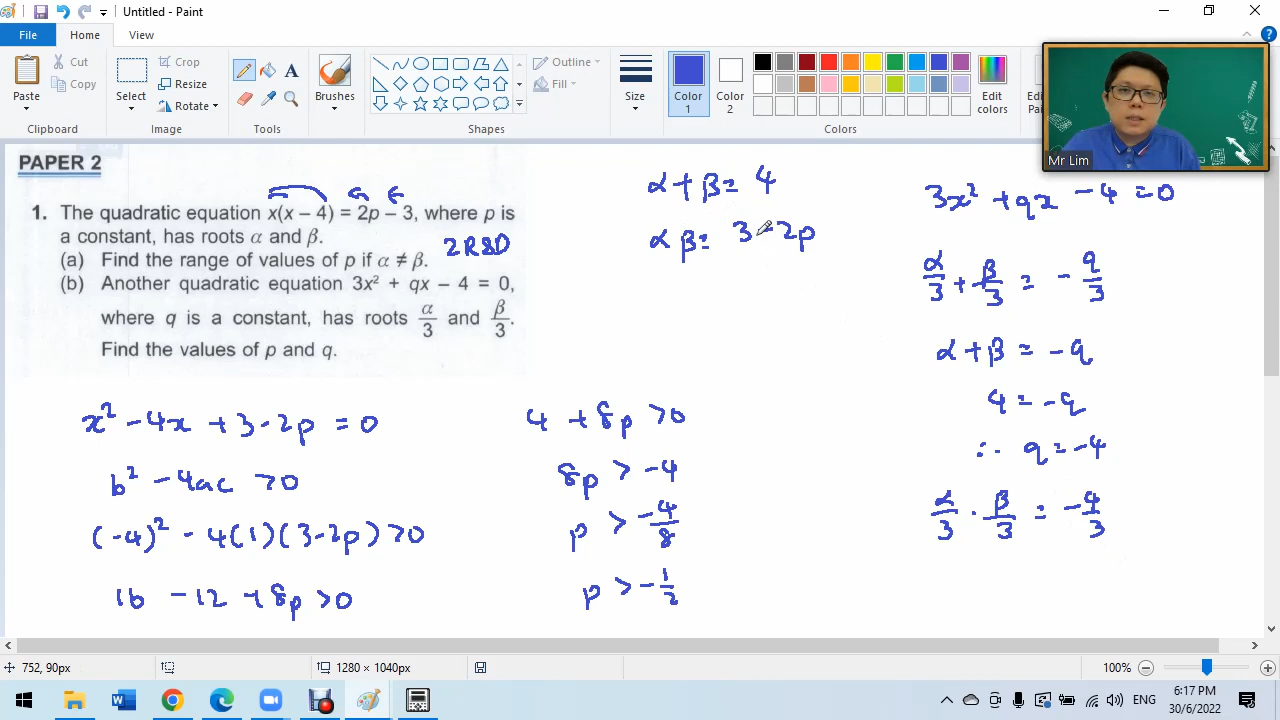 Untitled - Paint
File
Home
View
Paste
Cut
Copy
Clipboard
Select
Crop
Resize
Rotate
Image
A
Tools
Brushes
Outline
Fill
Shapes
Size
Color 1
Color 2
Edit colors
Colors
Mr Lim
PAPER 2
1. The quadratic equation x(x – 4) = 2p – 3, where p is
a constant, has roots α and β.
2R&D
(a) Find the range of values of p if α ≠ β.
(b) Another quadratic equation 3x² + qx – 4 = 0,
where q is a constant, has roots α/3 and β/3.
Find the values of p and q.
x² - 4x + 3 - 2p = 0
b² - 4ac > 0
(-4)² - 4(1)(3-2p) > 0
16 - 12 + 8p > 0
4 + 8p > 0
8p > -4
p > -4/8
p > -1/2
α + β = 4
αβ = 3 - 2p
3x² + qx - 4 = 0
α/3 + β/3 = -q/3
α + β = -q
4 = -q
∴ q = -4
α/3 · β/3 = -4/3
752, 90px
1280 × 1040px
100%
ENG
6:17 PM
30/6/2022